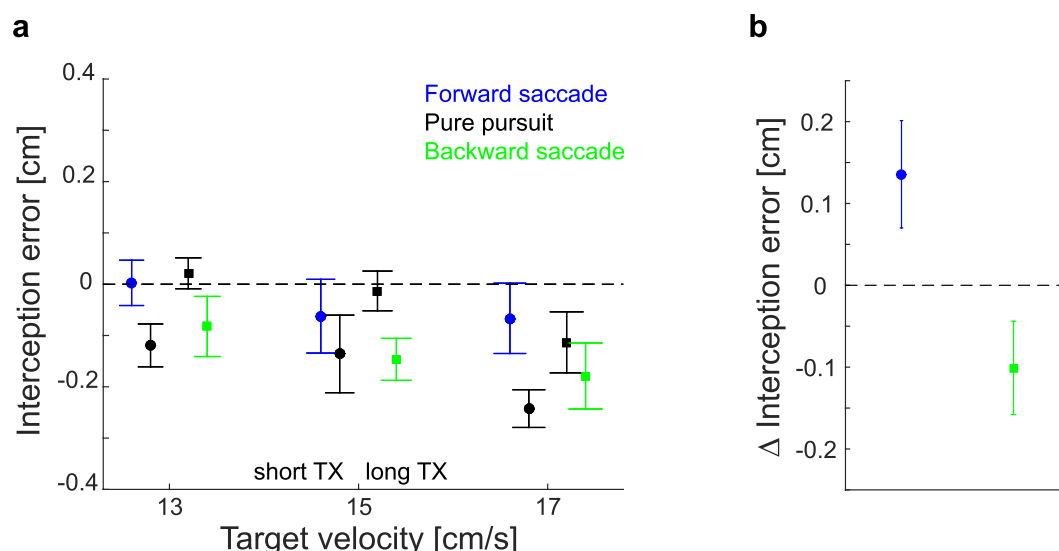 a
b
0.4
0.2
0
-0.2
-0.4
Interception error [cm]
Forward saccade
Pure pursuit
Backward saccade
short TX long TX
13
15
17
Target velocity [cm/s]
0.2
0.1
0
-0.1
-0.2
Δ Interception error [cm]